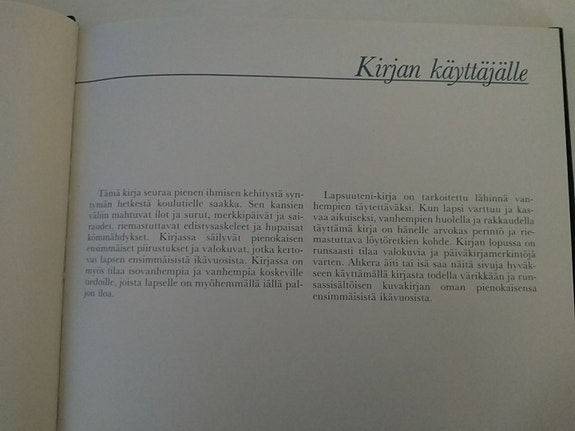 Kirjan käyttäjälle
Tämä kirja seuraa pienen ihmisen kehitystä syn-
tymän hetkestä koulutielle saakka. Sen kansien
väliin mahtuvat ilot ja surut, merkkipäivät ja sai-
raudet, riemastuttavat edistysaskeleet ja hupaisat
kömmähdykset. Kirjassa säilyvät pienokaisen
ensimmäiset piirustukset ja valokuvat, jotka kerto-
vat lapsen ensimmäisistä ikävuosista. Kirjassa on
myös tilaa isovanhempia ja vanhempia koskeville
tiedoille, joista lapselle on myöhemmällä iällä pal-
jon iloa.
Lapsuuteni-kirja on tarkoitettu lähinnä van-
hempien täytettäväksi. Kun lapsi varttuu ja kas-
vaa aikuiseksi, vanhempien huolella ja rakkaudella
täyttämä kirja on hänelle arvokas perintö ja rie-
mastuttava löytöretkien kohde. Kirjan lopussa on
runsaasti tilaa valokuvia ja päiväkirjamerkintöjä
varten. Ahkera äiti tai isä saa näitä sivuja hyväk-
seen käyttämällä kirjasta todella värikkään ja run-
sassisältöisen kuvakirjan oman pienokaisensa
ensimmäisistä ikävuosista.